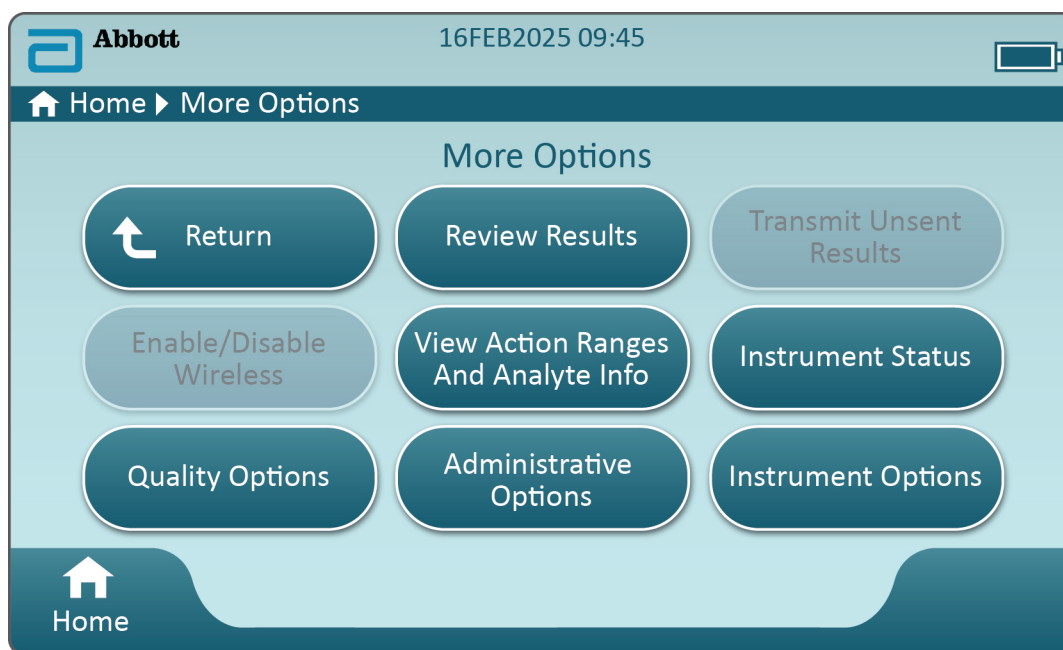 Abbott
16FEB2025 09:45
Home More Options
More Options
Return
Review Results
Transmit Unsent
Results
Enable/Disable
Wireless
View Action Ranges
And Analyte Info
Instrument Status
Quality Options
Administrative
Options
Instrument Options
Home